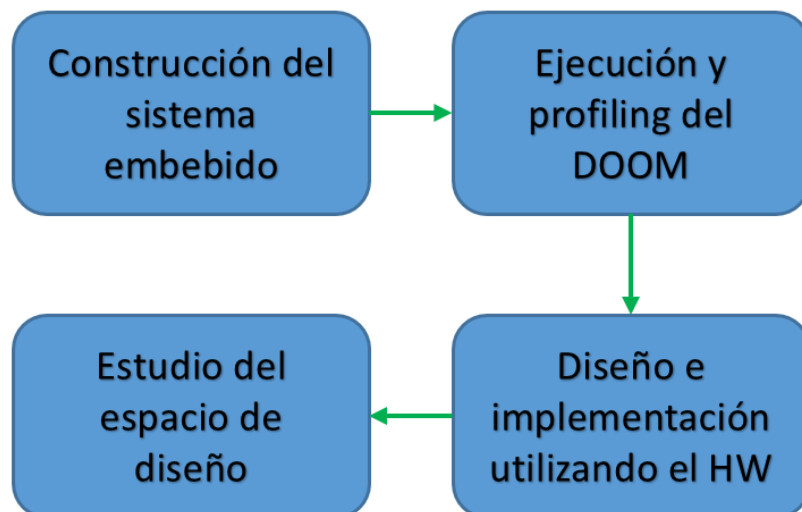 Construcción del
sistema
embebido
Ejecución y
profiling del
DOOM
Diseño e
implementación
utilizando el HW
Estudio del
espacio de
diseño